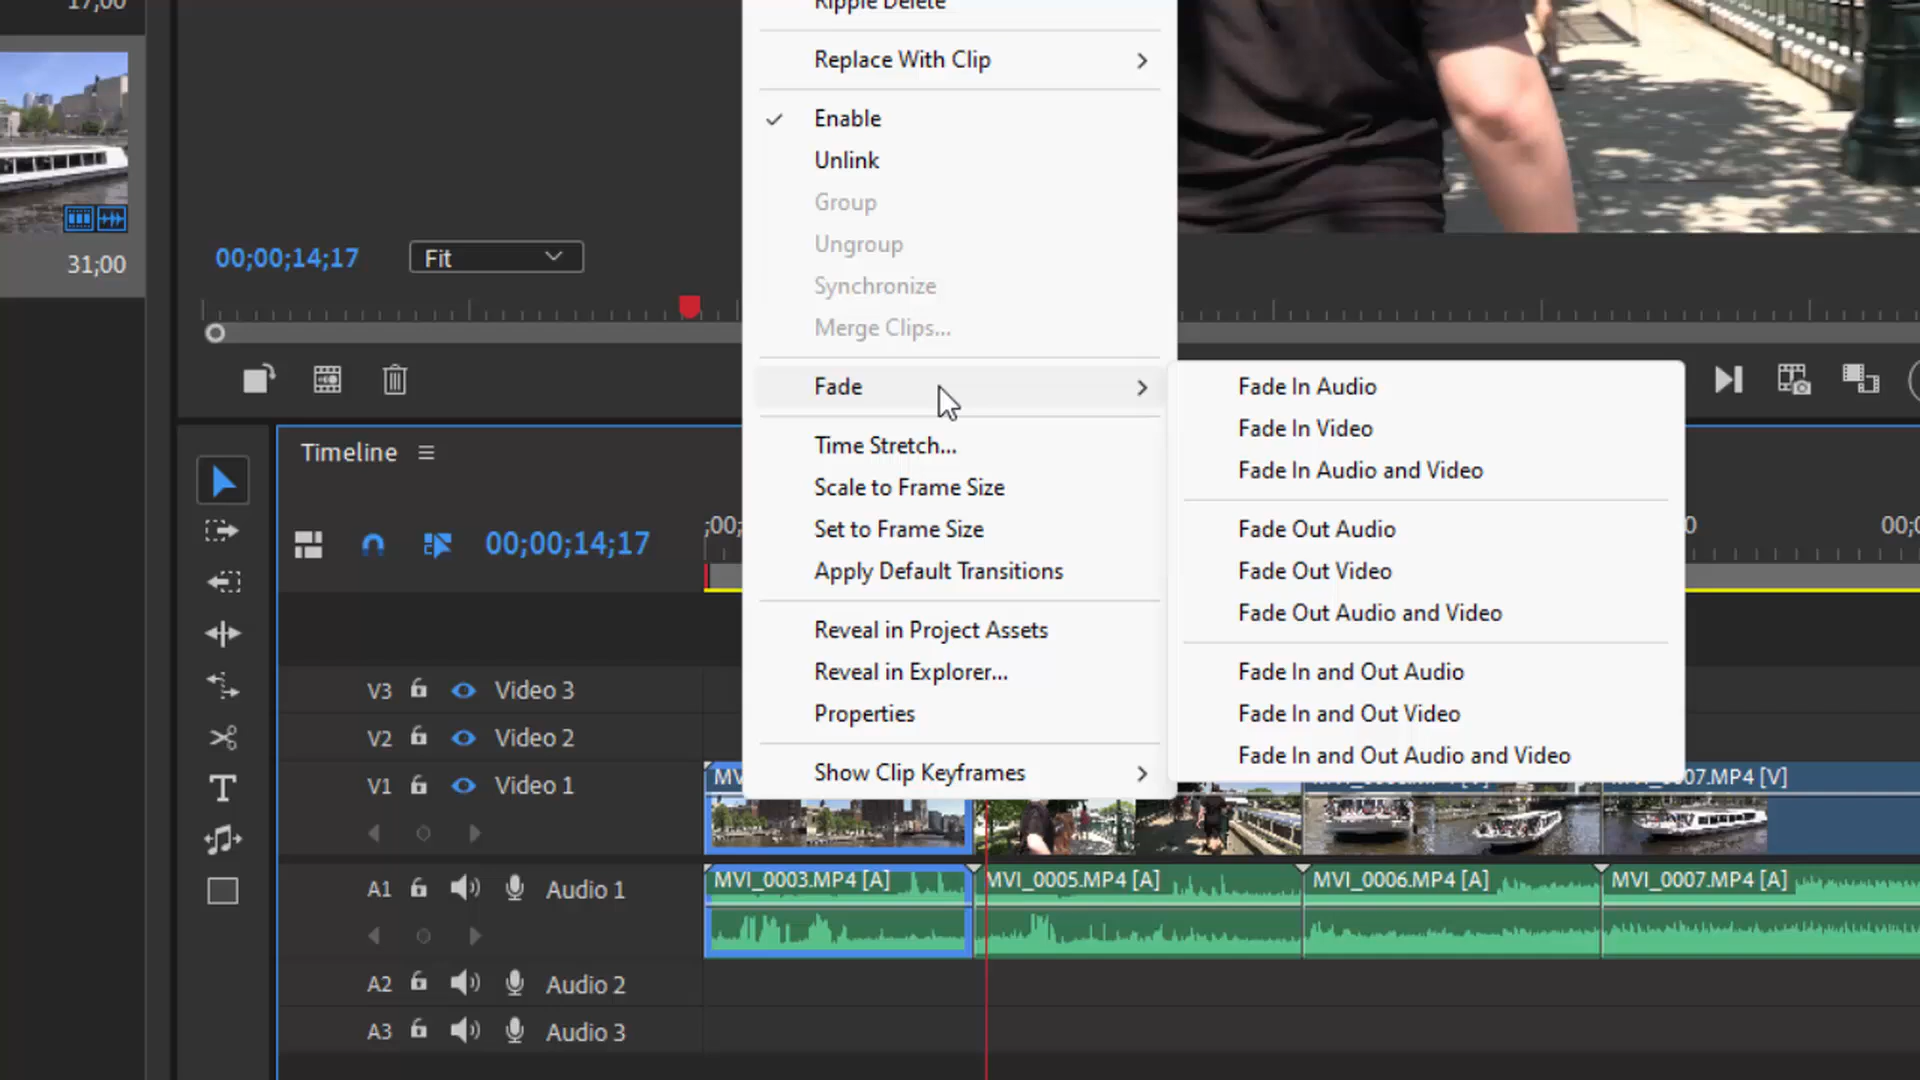 17;00
31;00
00;00;14;17
Fit
Ripple Delete
Replace With Clip
Enable
Unlink
Group
Ungroup
Synchronize
Merge Clips...
Fade
Time Stretch...
Scale to Frame Size
Set to Frame Size
Apply Default Transitions
Reveal in Project Assets
Reveal in Explorer...
Properties
Show Clip Keyframes
Fade In Audio
Fade In Video
Fade In Audio and Video
Fade Out Audio
Fade Out Video
Fade Out Audio and Video
Fade In and Out Audio
Fade In and Out Video
Fade In and Out Audio and Video
Timeline
00;00;14;17
;00;
0
00;0
V3 Video 3
V2 Video 2
V1 Video 1
MV
07.MP4 [V]
A1 Audio 1
MVI_0003.MP4 [A]
MVI_0005.MP4 [A]
MVI_0006.MP4 [A]
MVI_0007.MP4 [A]
A2 Audio 2
A3 Audio 3